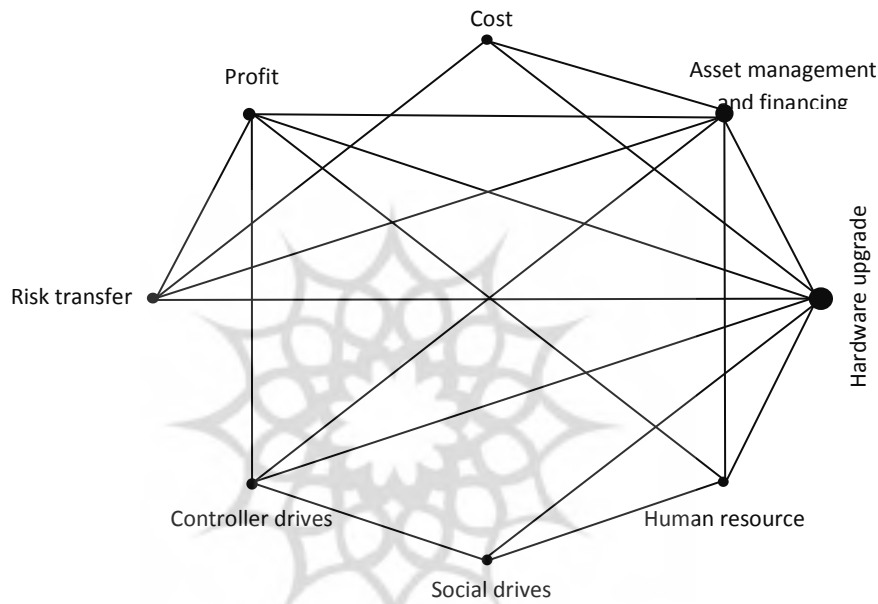 Cost
Profit
Asset management
and financing
Hardware upgrade
Risk transfer
Controller drives
Human resource
Social drives